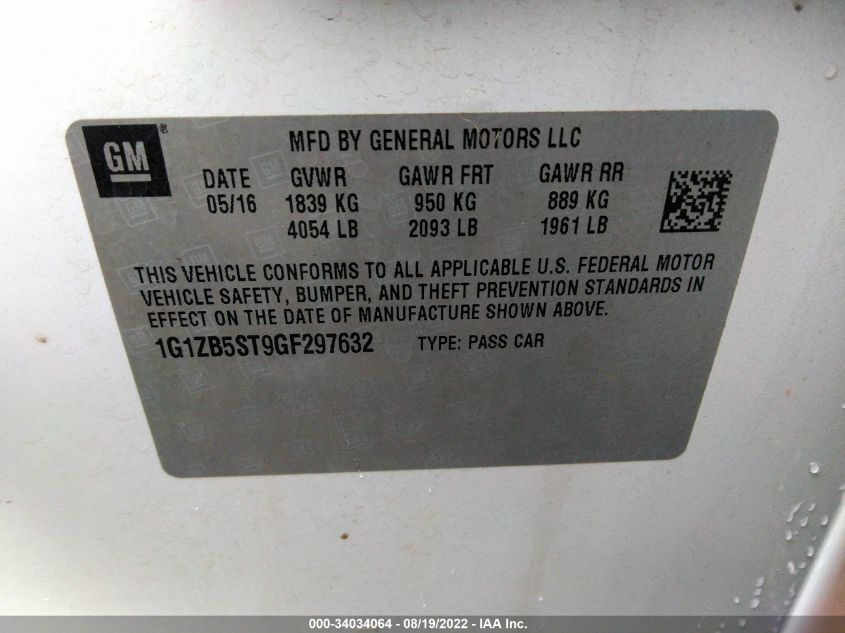 GM®
MFD BY GENERAL MOTORS LLC
DATE GVWR GAWR FRT GAWR RR
05/16 1839 KG 950 KG 889 KG
4054 LB 2093 LB 1961 LB
THIS VEHICLE CONFORMS TO ALL APPLICABLE U.S. FEDERAL MOTOR
VEHICLE SAFETY, BUMPER, AND THEFT PREVENTION STANDARDS IN
EFFECT ON THE DATE OF MANUFACTURE SHOWN ABOVE.
1G1ZB5ST9GF297632 TYPE: PASS CAR
000-34034064 - 08/19/2022 - IAA Inc.